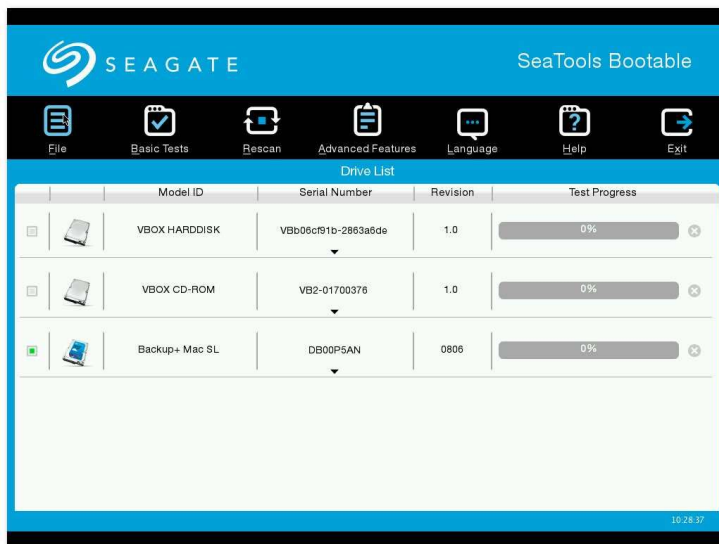 SEAGATE
SeaTools Bootable
File Basic Tests Rescan Advanced Features Language Help Exit
Drive List
Model ID Serial Number Revision Test Progress
VBOX HARDDISK VBb06cf91b-2863a6de 1.0 0%
VBOX CD-ROM VB2-01700376 1.0 0%
Backup+ Mac SL DB00P5AN 0806 0%
10:28:37